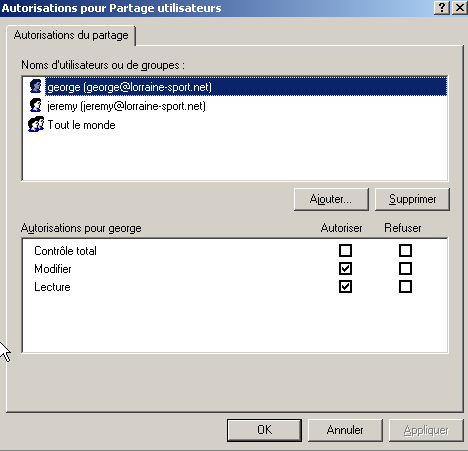 Autorisations pour Partage utilisateurs
Autorisations du partage
Noms d'utilisateurs ou de groupes :
george (george@lorraine-sport.net)
jeremy (jeremy@lorraine-sport.net)
Tout le monde
Ajouter... Supprimer
Autorisations pour george Autoriser Refuser
Contrôle total
Modifier
Lecture
OK Annuler Appliquer